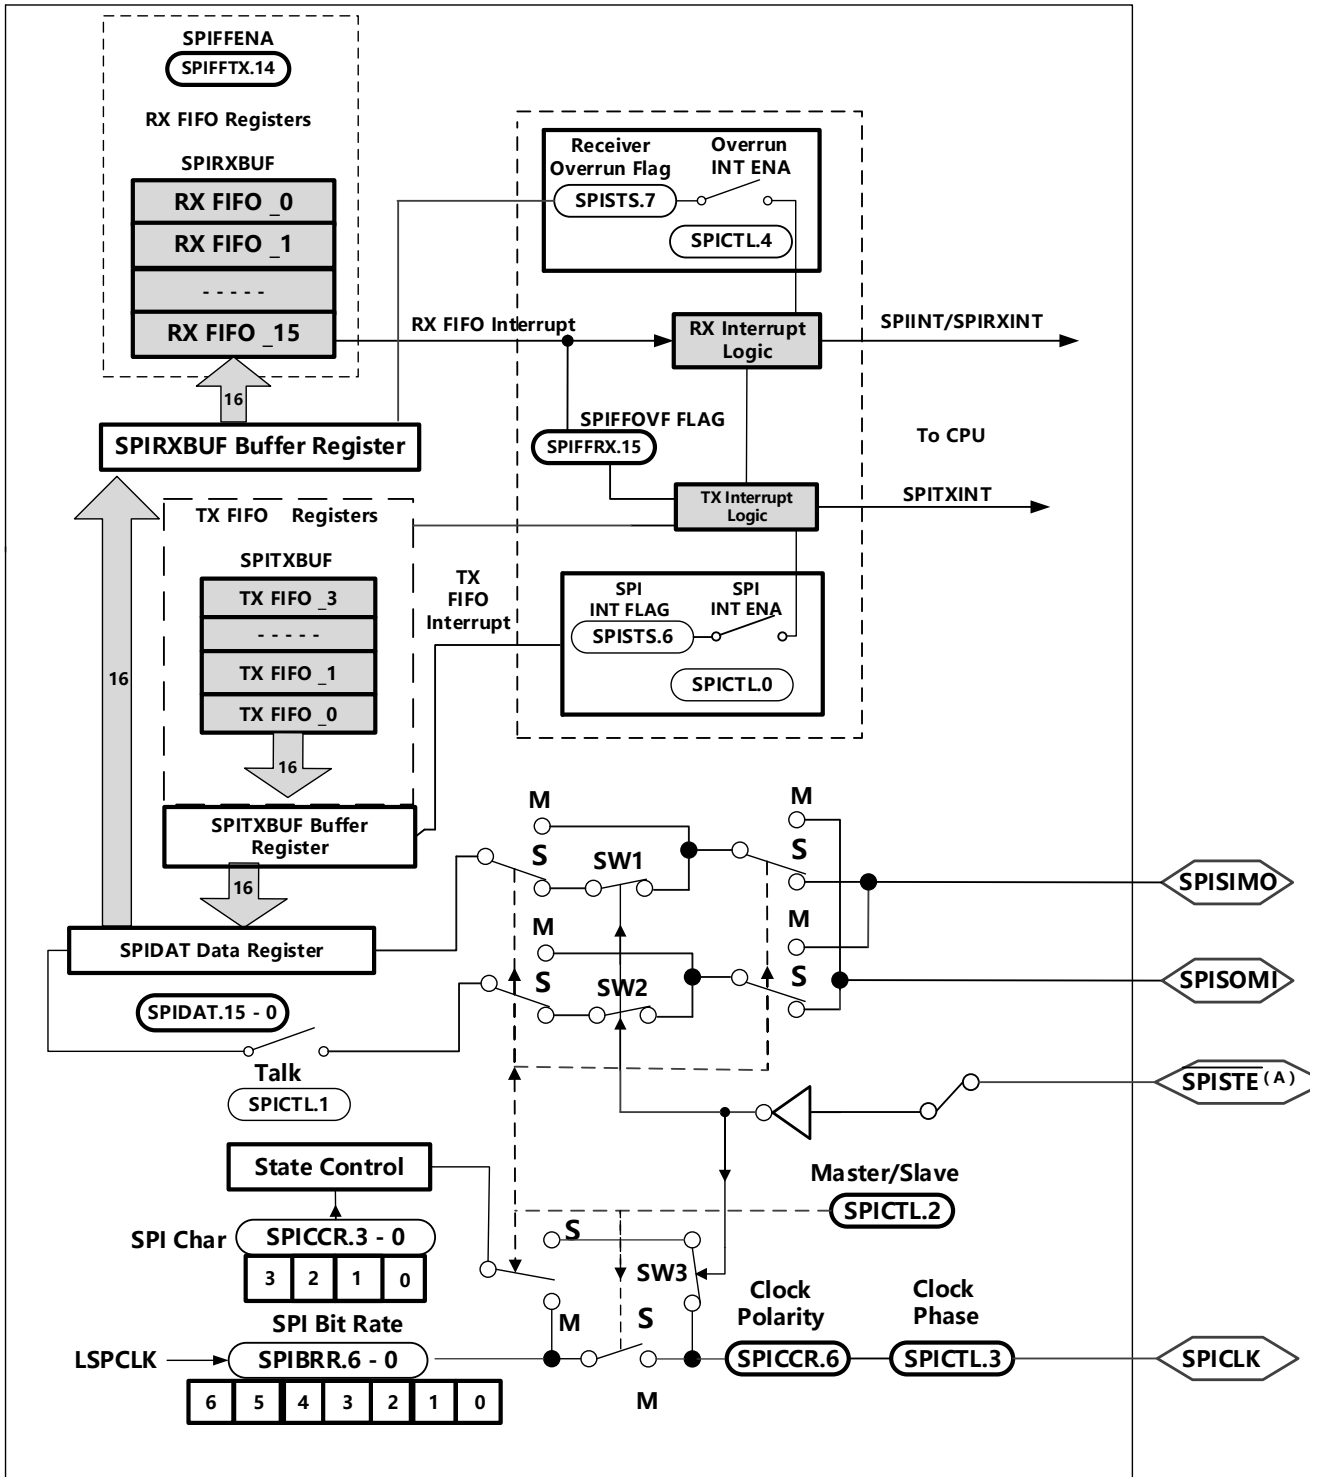 SPIFFENA
SPIFFTX.14
RX FIFO Registers
SPIRXBUF
RX FIFO _0
RX FIFO _1
- - - - -
RX FIFO _15
16
SPIRXBUF Buffer Register
Receiver
Overrun Flag
Overrun
INT ENA
SPISTS.7
SPICTL.4
RX FIFO Interrupt
RX Interrupt
Logic
SPIINT/SPIRXINT
SPIFFOVF FLAG
SPIFFRX.15
To CPU
TX Interrupt
Logic
SPITXINT
TX FIFO Registers
SPITXBUF
TX FIFO _3
- - - - -
TX FIFO _1
TX FIFO _0
16
16
TX
FIFO
Interrupt
SPI
INT FLAG
SPI
INT ENA
SPISTS.6
SPICTL.0
SPITXBUF Buffer
Register
16
SPIDAT Data Register
SPIDAT.15 - 0
Talk
SPICTL.1
M
S
SW1
M
S
M
S
SW2
M
S
SPISIMO
SPISOMI
SPISTE (A)
State Control
Master/Slave
SPICTL.2
SPI Char
SPICCR.3 - 0
3 2 1 0
S
SW3
M
S
M
SPI Bit Rate
LSPCLK
SPIBRR.6 - 0
6 5 4 3 2 1 0
Clock
Polarity
SPICCR.6
Clock
Phase
SPICTL.3
SPICLK